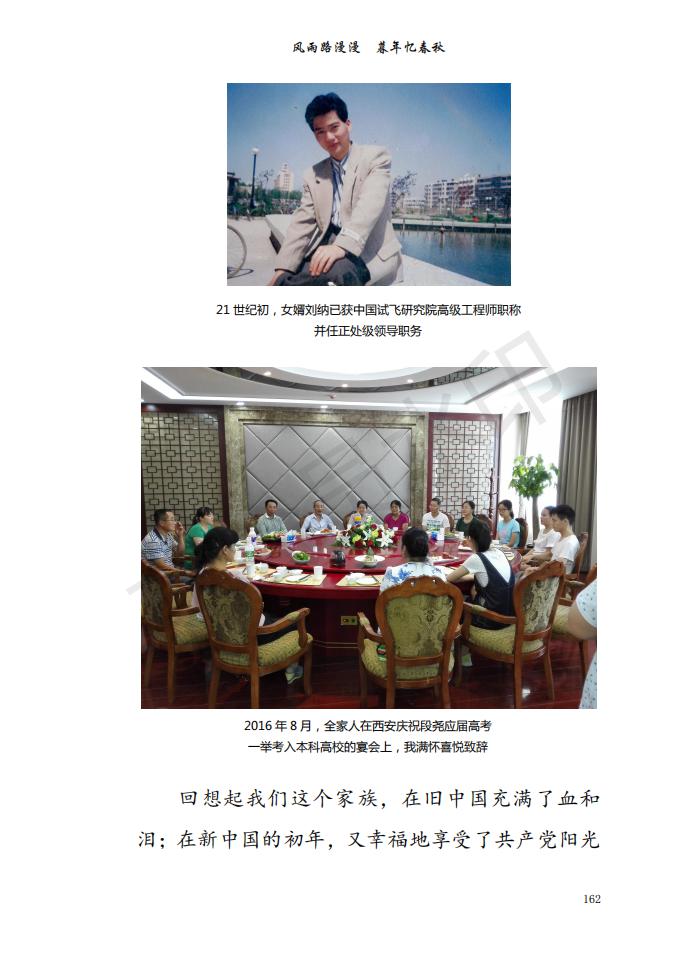 风雨路漫漫 暮年忆春秋
21 世纪初，女婿刘纳已获中国试飞研究院高级工程师职称
并任正处级领导职务
印
2016 年 8 月，全家人在西安庆祝段尧应届高考
一举考入本科高校的宴会上，我满怀喜悦致辞
回想起我们这个家族，在旧中国充满了血和
泪；在新中国的初年，又幸福地享受了共产党阳光
162